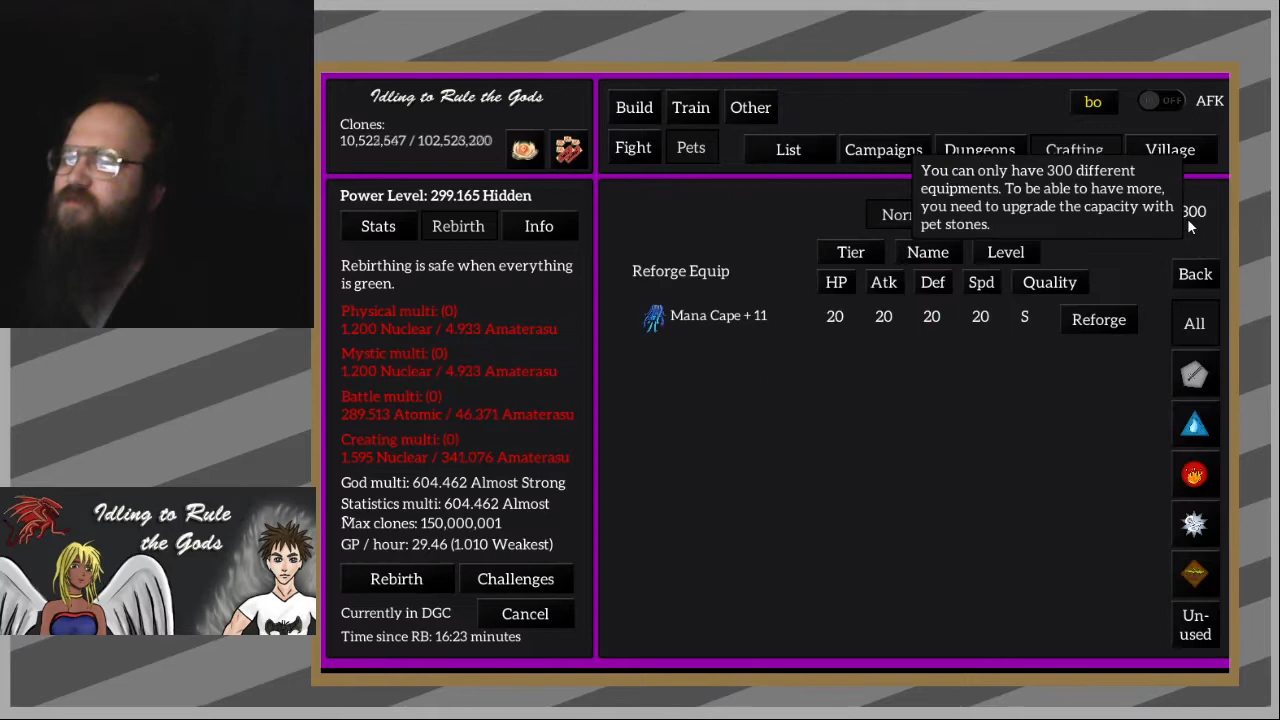 Idling to Rule the Gods
Clones:
10,522,547 / 102,523,200
Build
Train
Other
bo
OFF
AFK
Fight
Pets
List
Campaigns
Dungeons
Crafting
Village
You can only have 300 different
equipments. To be able to have more,
you need to upgrade the capacity with
pet stones.
300
Power Level: 299.165 Hidden
Stats
Rebirth
Info
Rebirthing is safe when everything
is green.
Physical multi: (0)
1.200 Nuclear / 4.933 Amaterasu
Mystic multi: (0)
1.200 Nuclear / 4.933 Amaterasu
Battle multi: (0)
289.513 Atomic / 46.371 Amaterasu
Creating multi: (0)
1.595 Nuclear / 341,076 Amaterasu
God multi: 604.462 Almost Strong
Statistics multi: 604.462 Almost
Max clones: 150,000,001
GP / hour: 29.46 (1.010 Weakest)
Rebirth
Challenges
Currently in DGC
Cancel
Time since RB: 16:23 minutes
Tier
Name
Level
Reforge Equip
HP
Atk
Def
Spd
Quality
Mana Cape + 11
20
20
20
20
S
Reforge
Back
All
Un-
used
Idling to Rule
the Gods